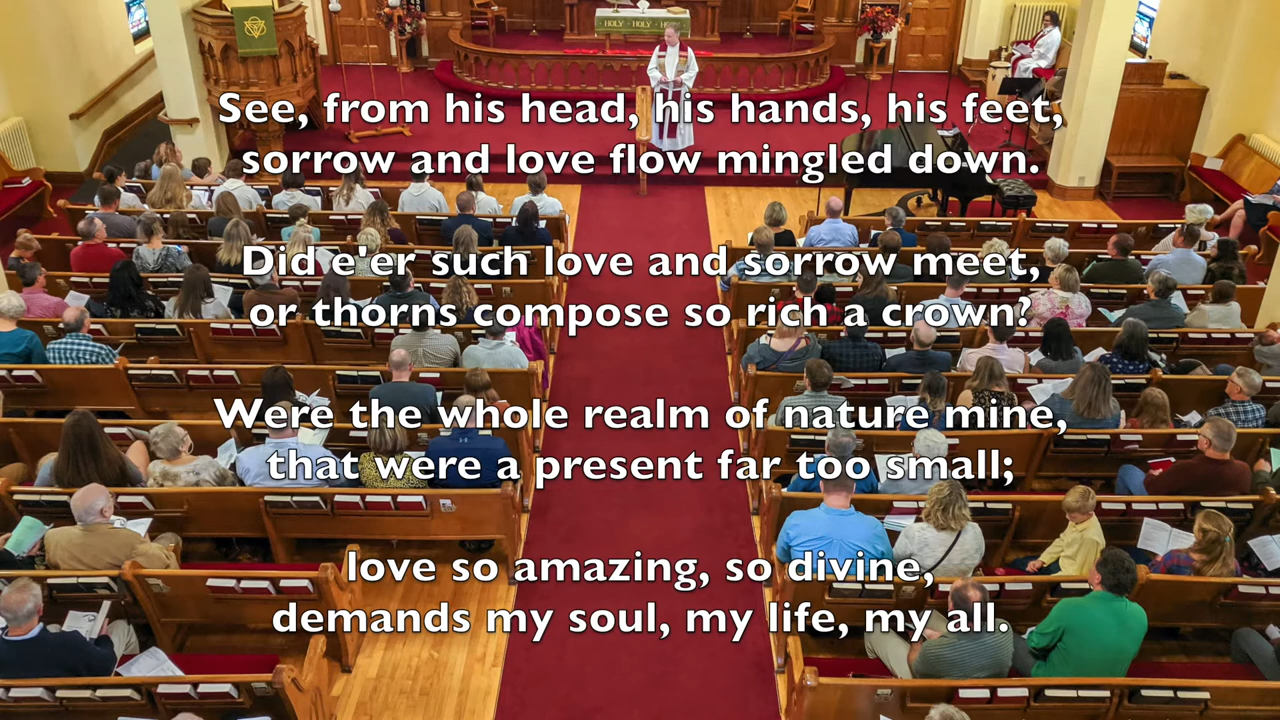 HOLY · HOLY · HOLY
See, from his head, his hands, his feet,
sorrow and love flow mingled down.
Did e'er such love and sorrow meet,
or thorns compose so rich a crown?
Were the whole realm of nature mine,
that were a present far too small;
love so amazing, so divine,
demands my soul, my life, my all.